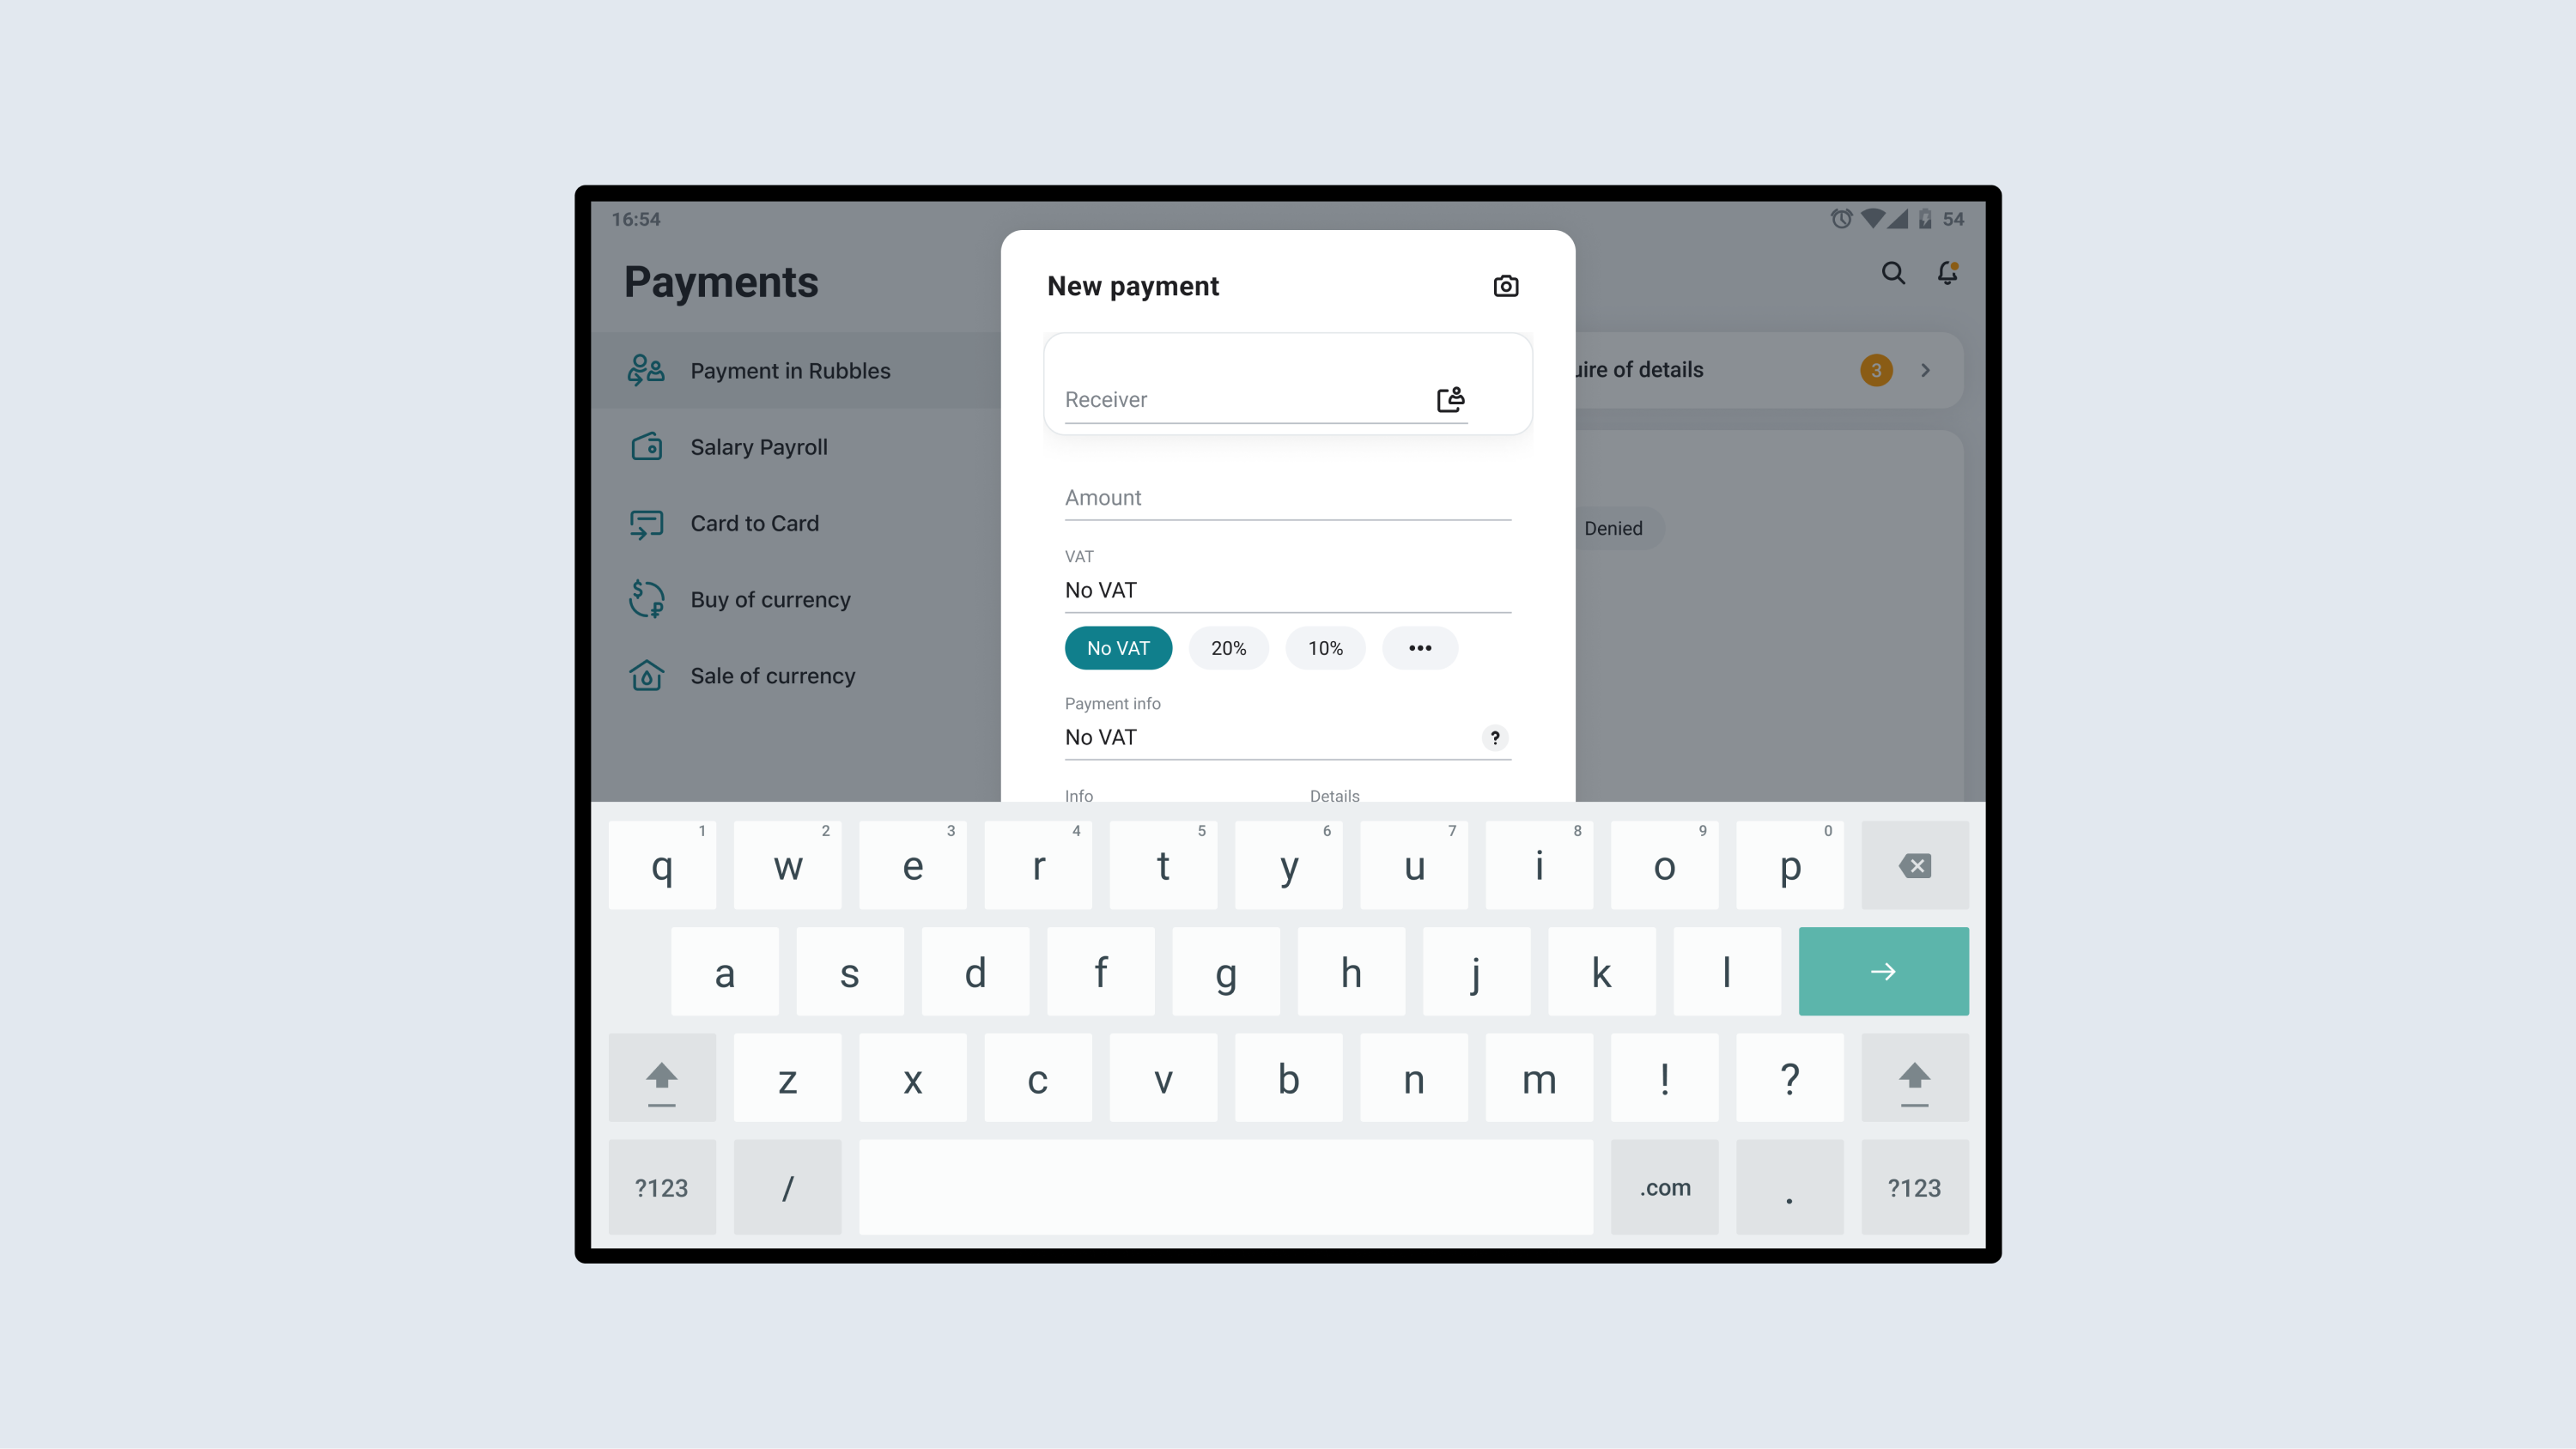 16:54
54
Payments
New payment
Payment in Rubbles
Salary Payroll
Card to Card
Buy of currency
Sale of currency
Receiver
Amount
VAT
No VAT
No VAT 20% 10% •••
Payment info
No VAT
?
Info Details
of details
3
Denied
1 2 3 4 5 6 7 8 9 0
q w e r t y u i o p
a s d f g h j k l
z x c v b n m ! ?
?123 / .com . ?123